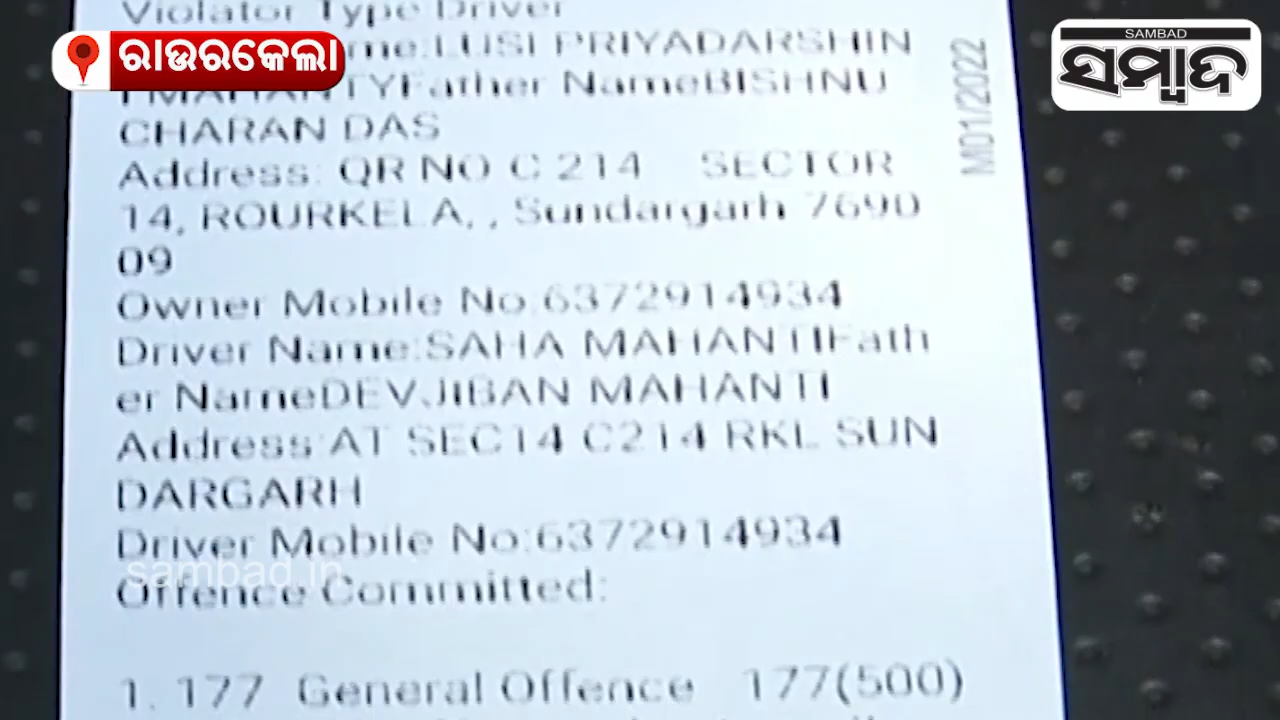 Violator Type Driver
ରାଉରକେଲା
me:LUSI PRIYADARSHIN
SAMBAD
ସମ୍ବାଦ
I MAHANTYFather NameBISHNU
CHARAN DAS
M01/2022
Address: QR NO C 214 SECTOR
14, ROURKELA, , Sundargarh 7690
09
Owner Mobile No:6372914934
Driver Name:SAHA MAHANTIFath
er NameDEVJIBAN MAHANTI
Address:AT SEC14 C214 RKL SUN
DARGARH
Driver Mobile No:6372914934
sambad.in
Offence Committed:
1. 177 General Offence 177(500)